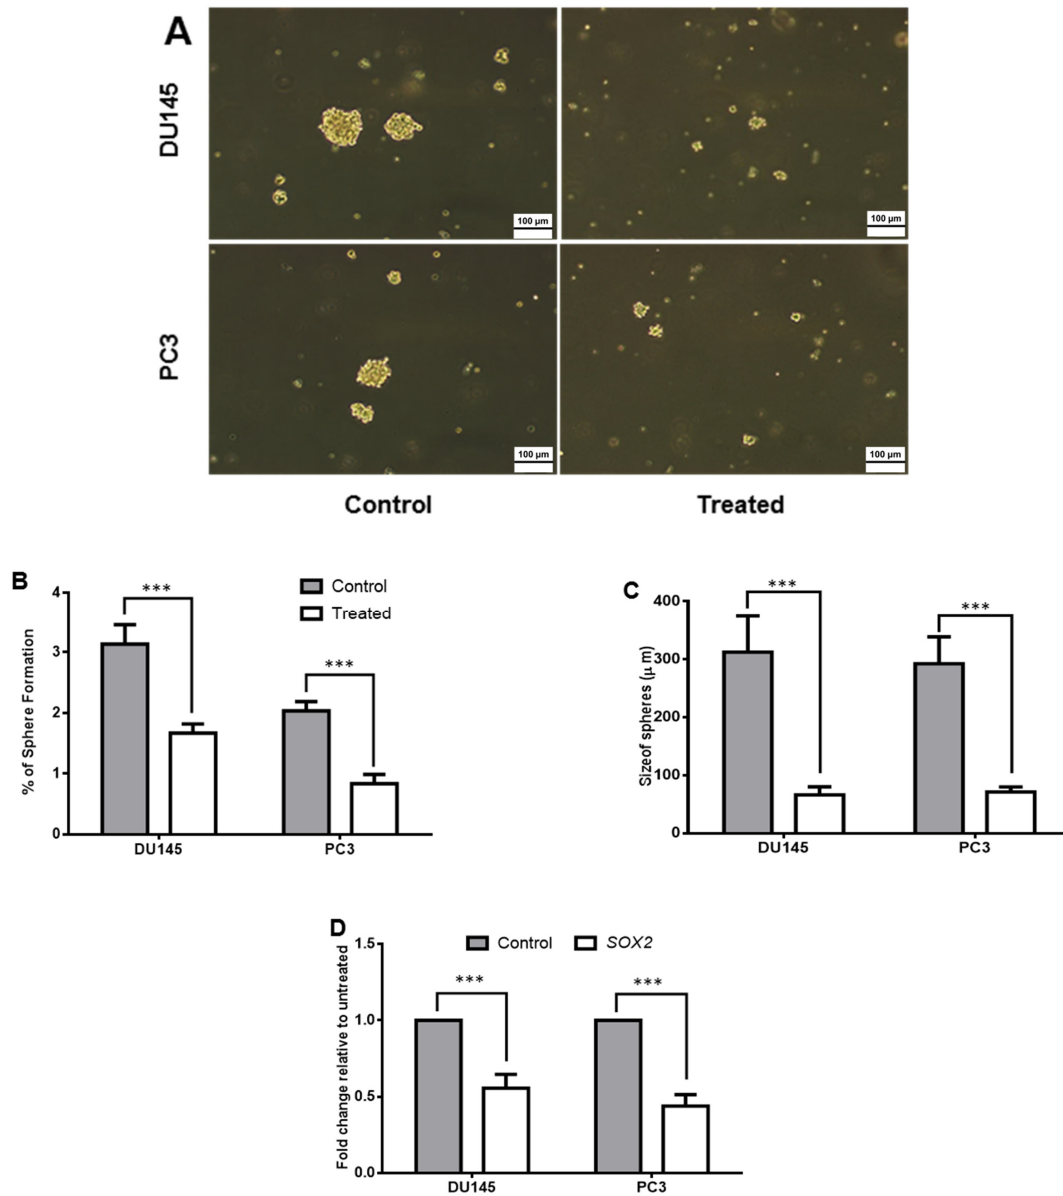 A
DU145
100 µm
100 µm
PC3
100 µm
100 µm
Control
Treated
B
% of Sphere Formation
4
3
2
1
0
***
***
Control
Treated
DU145
PC3
C
Sizeof spheres (µ m)
400
300
200
100
0
***
***
DU145
PC3
D
Fold change relative to untreated
1.5
1.0
0.5
0.0
Control
SOX2
***
***
DU145
PC3